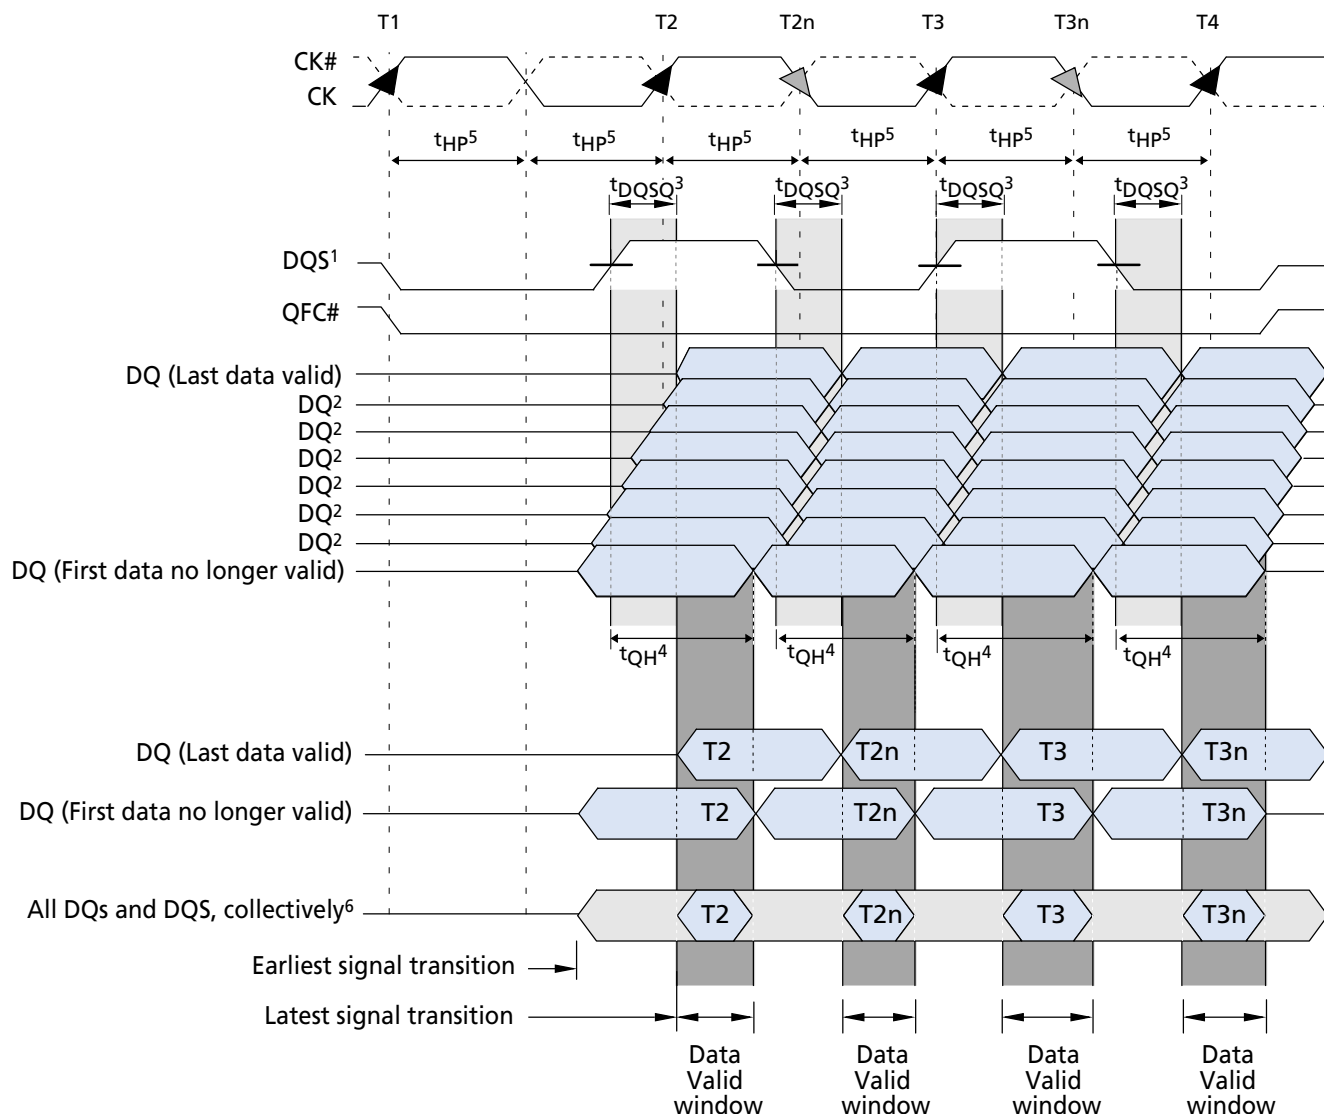 T1 T2 T2n T3 T3n T4
CK#
CK
tHP5 tHP5 tHP5 tHP5 tHP5 tHP5
tDQSQ3 tDQSQ3 tDQSQ3 tDQSQ3
DQS1
QFC#
DQ (Last data valid)
DQ2
DQ2
DQ2
DQ2
DQ2
DQ2
DQ (First data no longer valid)
tQH4 tQH4 tQH4 tQH4
DQ (Last data valid) T2 T2n T3 T3n
DQ (First data no longer valid) T2 T2n T3 T3n
All DQs and DQS, collectively6 T2 T2n T3 T3n
Earliest signal transition
Latest signal transition
Data Data Data Data
Valid Valid Valid Valid
window window window window